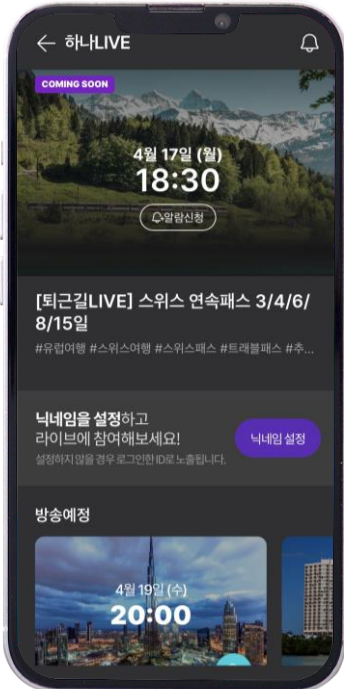 하나LIVE
COMING SOON
4월 17일 (월)
18:30
알람신청
[퇴근길LIVE] 스위스 연속패스 3/4/6/
8/15일
#유럽여행 #스위스여행 #스위스패스 #트래블패스 #추...
닉네임을 설정하고
라이브에 참여해보세요!
닉네임 설정
설정하지 않을 경우 로그인한 ID로 노출됩니다.
방송예정
4월 19일 (수)
20:00